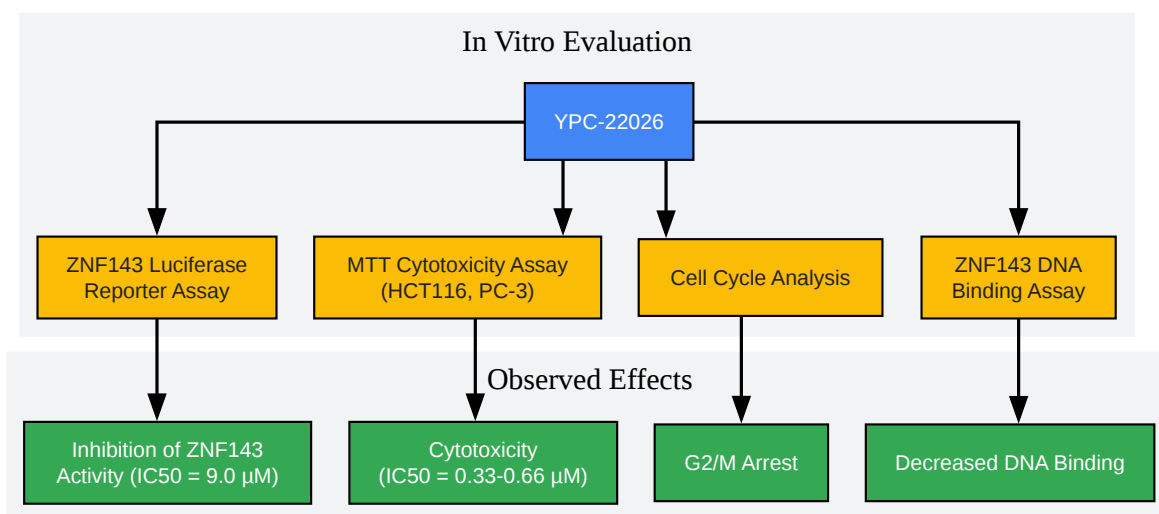 In Vitro Evaluation
YPC-22026
ZNF143 Luciferase
Reporter Assay
MTT Cytotoxicity Assay
(HCT116, PC-3)
Cell Cycle Analysis
ZNF143 DNA
Binding Assay
Observed Effects
Inhibition of ZNF143
Activity (IC50 = 9.0 µM)
Cytotoxicity
(IC50 = 0.33-0.66 µM)
G2/M Arrest
Decreased DNA Binding